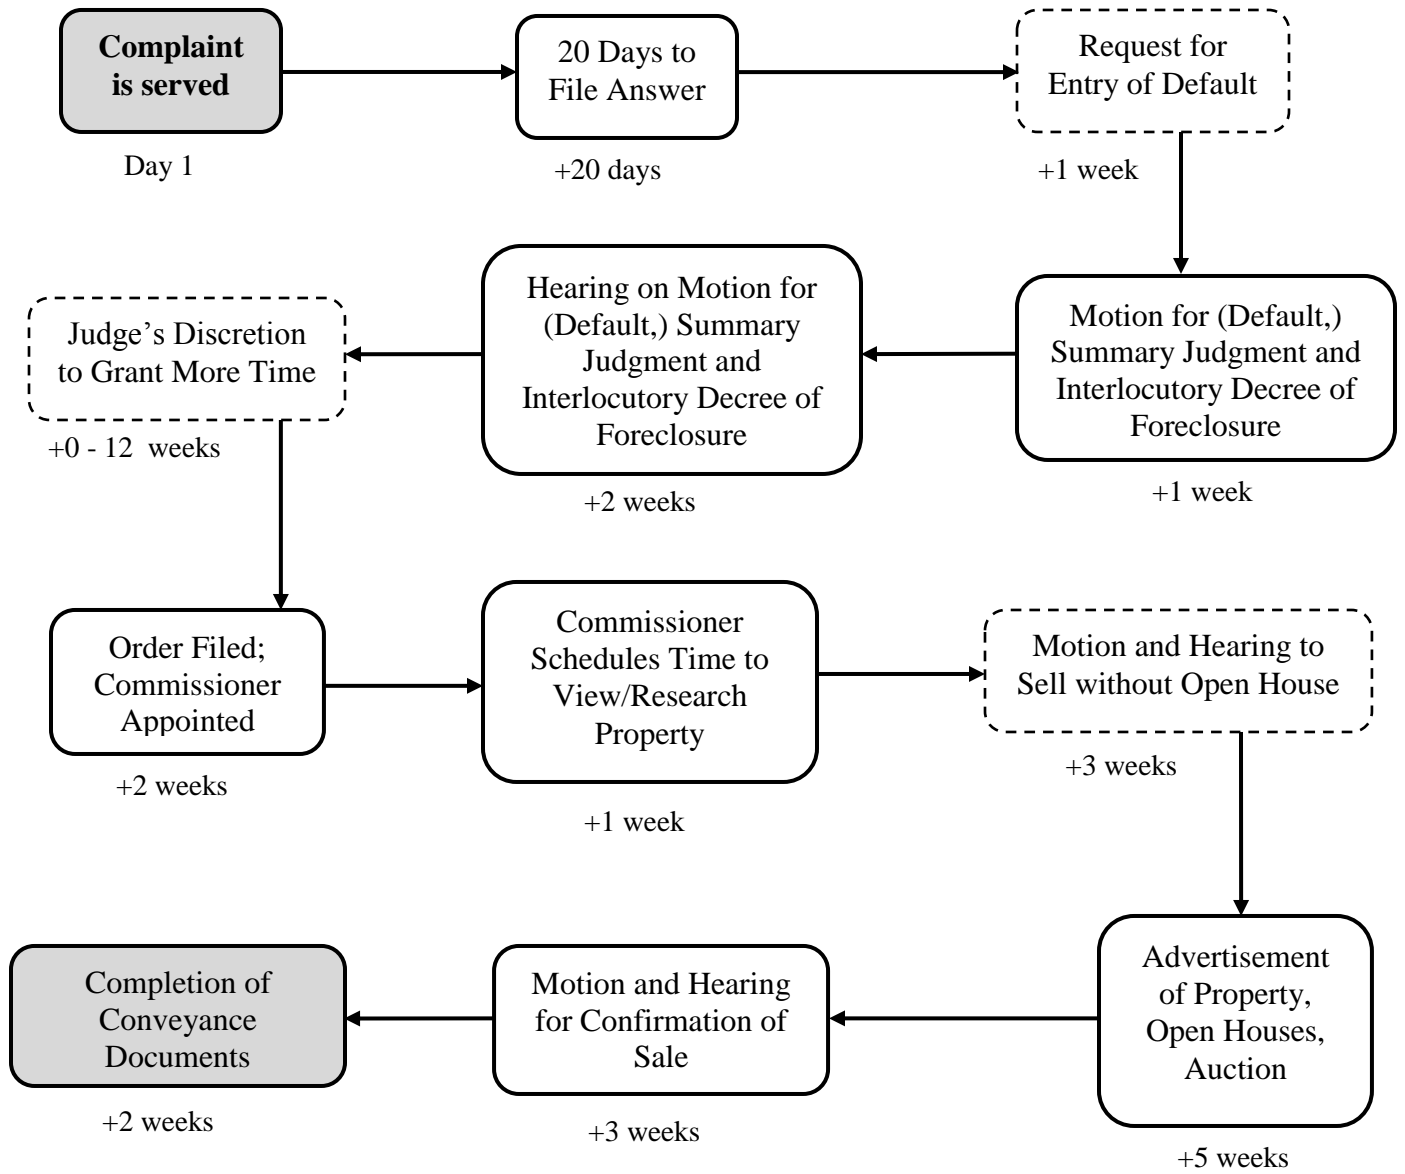 Complaint
is served
Day 1
20 Days to
File Answer
+20 days
Request for
Entry of Default
+1 week
Motion for (Default,)
Summary Judgment and
Interlocutory Decree of
Foreclosure
+1 week
Hearing on Motion for
(Default,) Summary
Judgment and
Interlocutory Decree of
Foreclosure
+2 weeks
Judge’s Discretion
to Grant More Time
+0 - 12 weeks
Order Filed;
Commissioner
Appointed
+2 weeks
Commissioner
Schedules Time to
View/Research
Property
+1 week
Motion and Hearing to
Sell without Open House
+3 weeks
Advertisement
of Property,
Open Houses,
Auction
+5 weeks
Motion and Hearing
for Confirmation of
Sale
+3 weeks
Completion of
Conveyance
Documents
+2 weeks